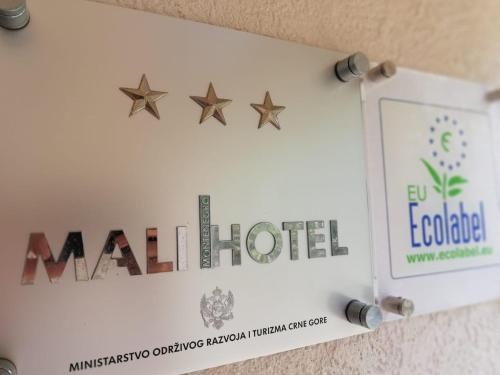 MALI HOTEL
MONTENEGRO
MINISTARSTVO ODRŽIVOG RAZVOJA I TURIZMA CRNE GORE
EU
Ecolabel
www.ecolabel.eu